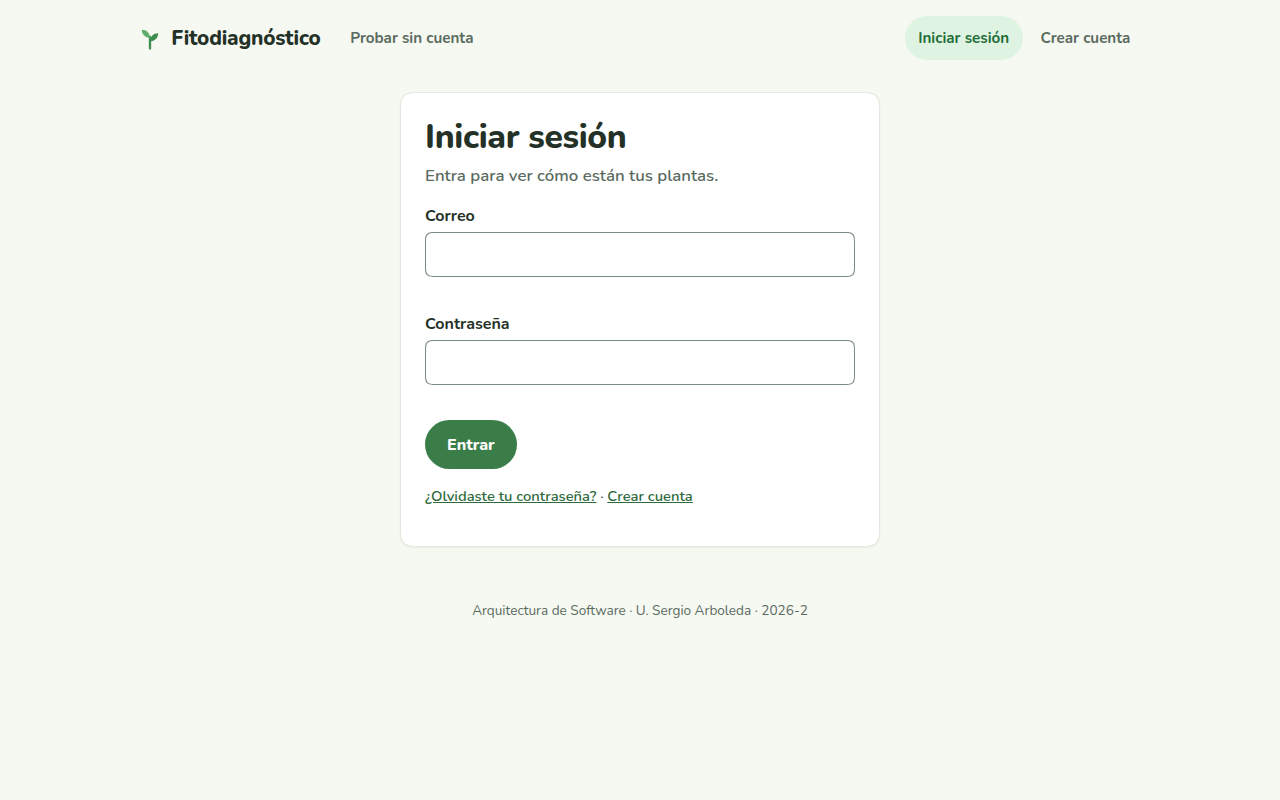 Fitodiagnóstico Probar sin cuenta Iniciar sesión Crear cuenta
Iniciar sesión
Entra para ver cómo están tus plantas.
Correo
Contraseña
Entrar
¿Olvidaste tu contraseña? · Crear cuenta
Arquitectura de Software · U. Sergio Arboleda · 2026-2